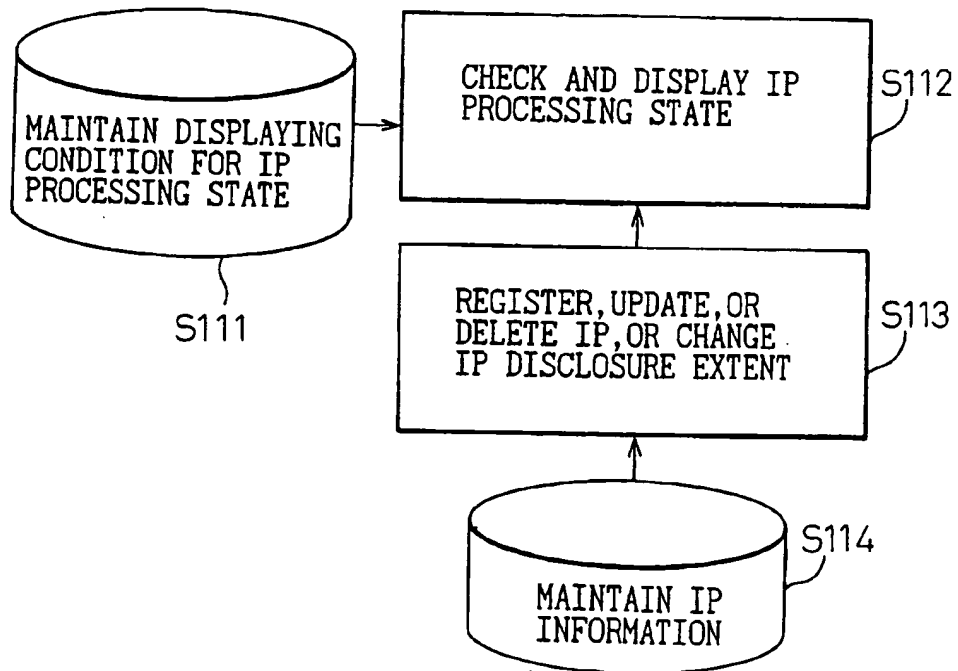 MAINTAIN DISPLAYING
CONDITION FOR IP
PROCESSING STATE
S111
CHECK AND DISPLAY IP
PROCESSING STATE
S112
REGISTER, UPDATE, OR
DELETE IP, OR CHANGE
IP DISCLOSURE EXTENT
S113
MAINTAIN IP
INFORMATION
S114